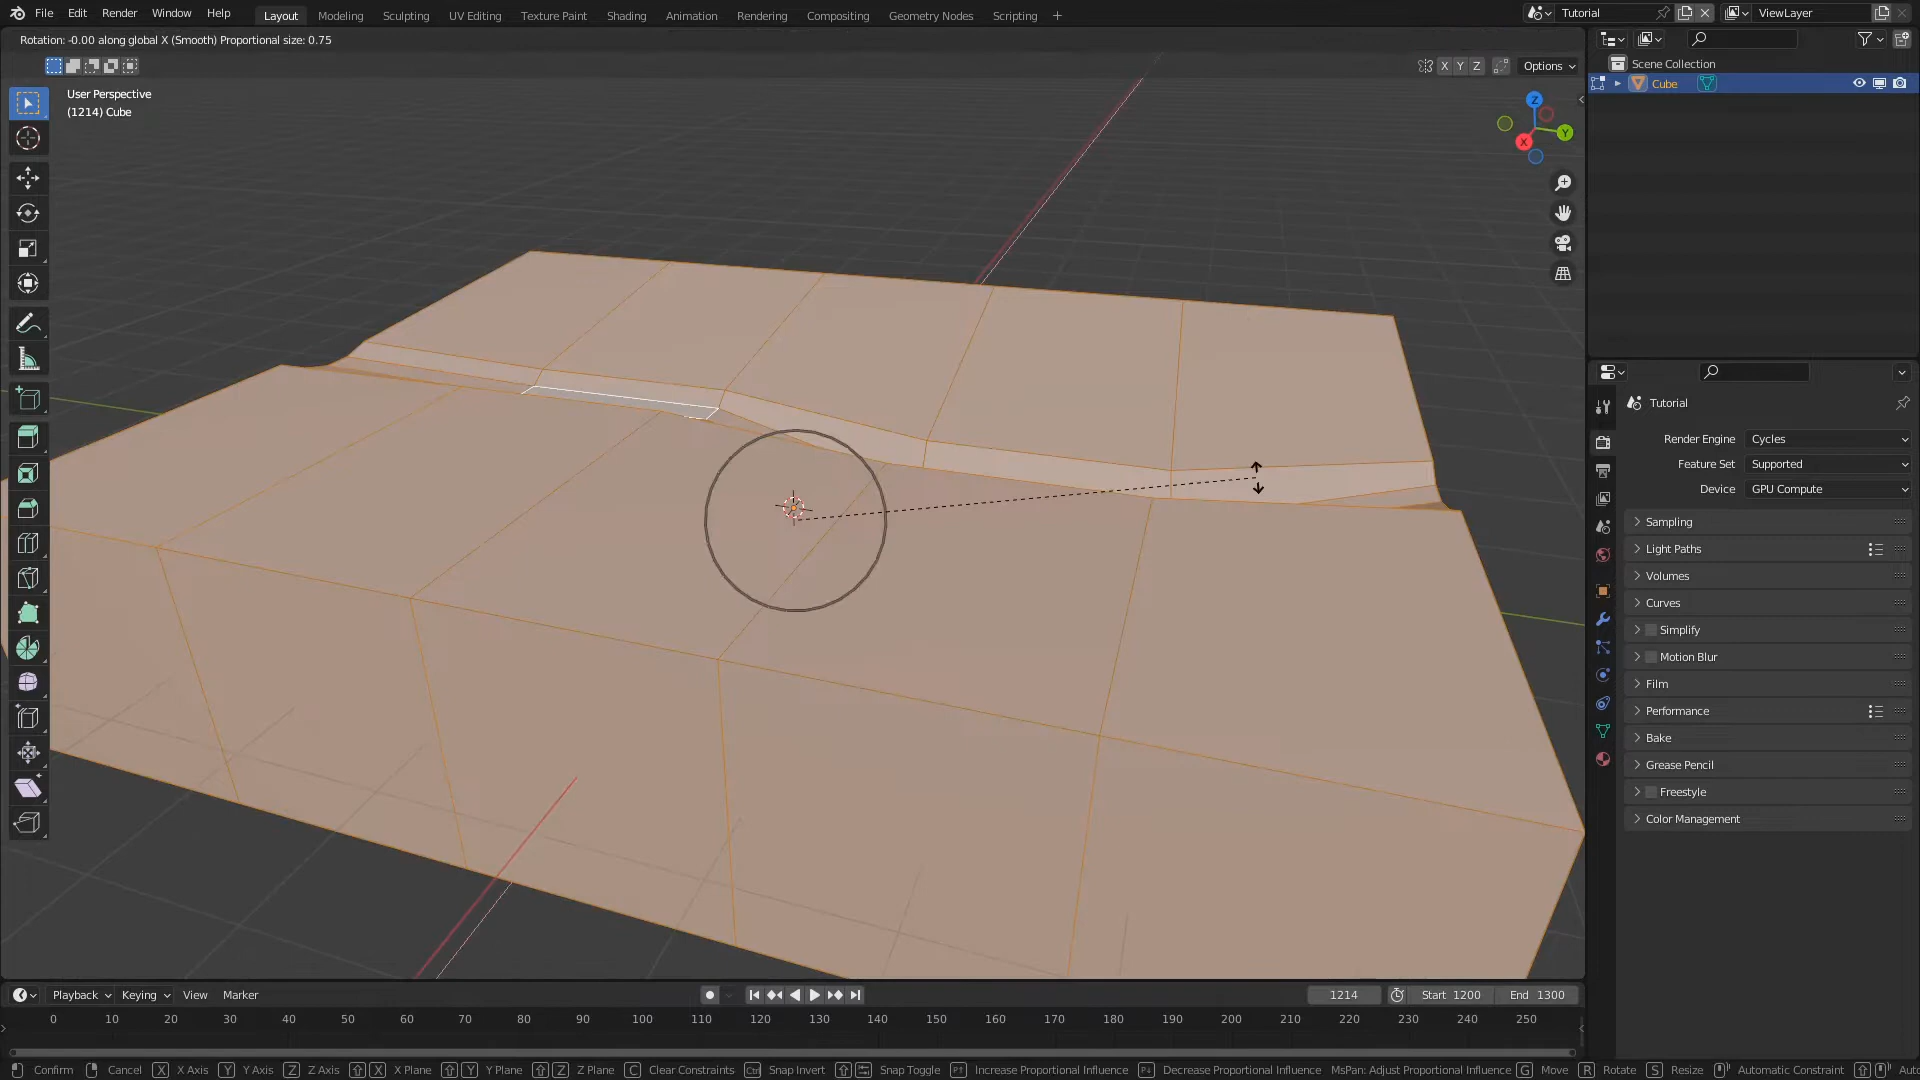 File Edit Render Window Help Layout Modeling Sculpting UV Editing Texture Paint Shading Animation Rendering Compositing Geometry Nodes Scripting + Tutorial ViewLayer
Rotation: -0.00 along global X (Smooth) Proportional size: 0.75
X Y Z Options
User Perspective
(1214) Cube
Z
Y
X
Scene Collection
Cube
Tutorial
Render Engine Cycles
Feature Set Supported
Device GPU Compute
Sampling
Light Paths
Volumes
Curves
Simplify
Motion Blur
Film
Performance
Bake
Grease Pencil
Freestyle
Color Management
Playback Keying View Marker 1214 Start 1200 End 1300
0 10 20 30 40 50 60 70 80 90 100 110 120 130 140 150 160 170 180 190 200 210 220 230 240 250
Confirm Cancel X X Axis Y Y Axis Z Z Axis X X Plane Y Y Plane Z Z Plane C Clear Constraints Ctrl Snap Invert Snap Toggle Increase Proportional Influence Decrease Proportional Influence MsPan: Adjust Proportional Influence G Move R Rotate S Resize Automatic Constraint